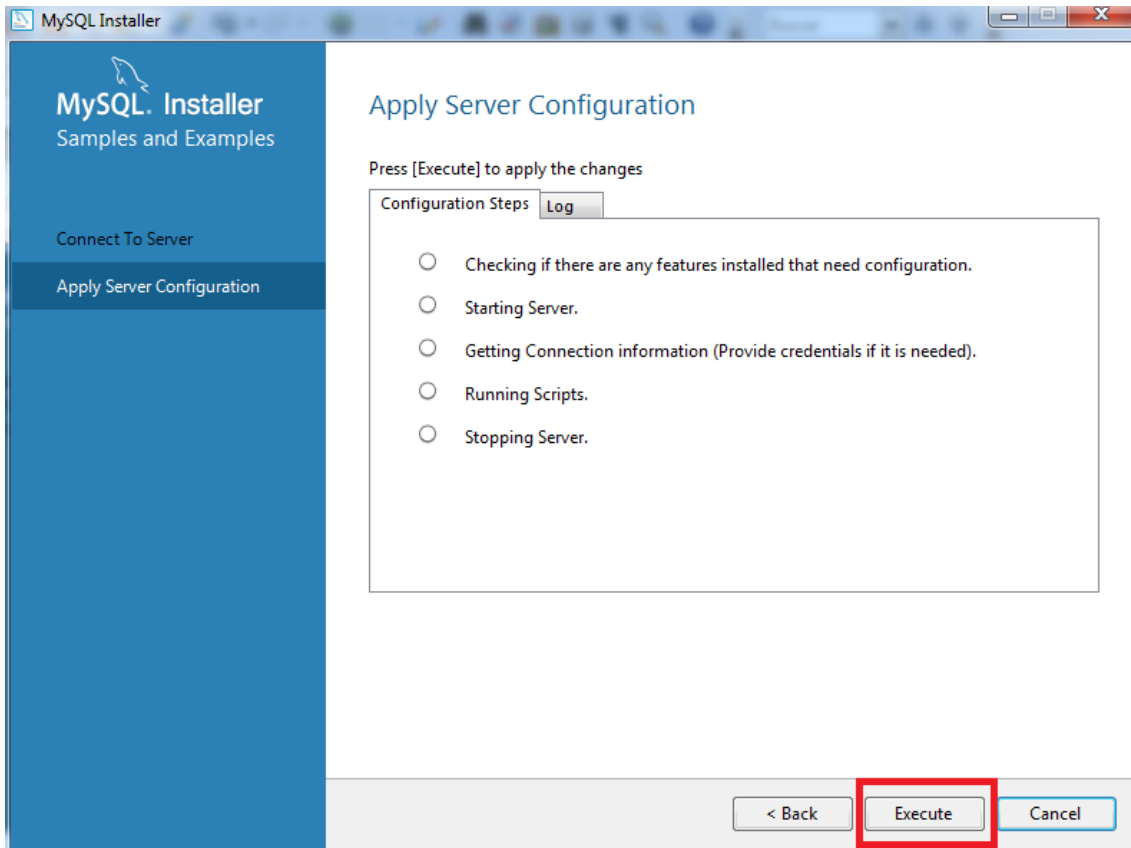 MySQL Installer
MySQL. Installer
Samples and Examples
Connect To Server
Apply Server Configuration
Apply Server Configuration
Press [Execute] to apply the changes
Configuration Steps
Log
Checking if there are any features installed that need configuration.
Starting Server.
Getting Connection information (Provide credentials if it is needed).
Running Scripts.
Stopping Server.
< Back
Execute
Cancel